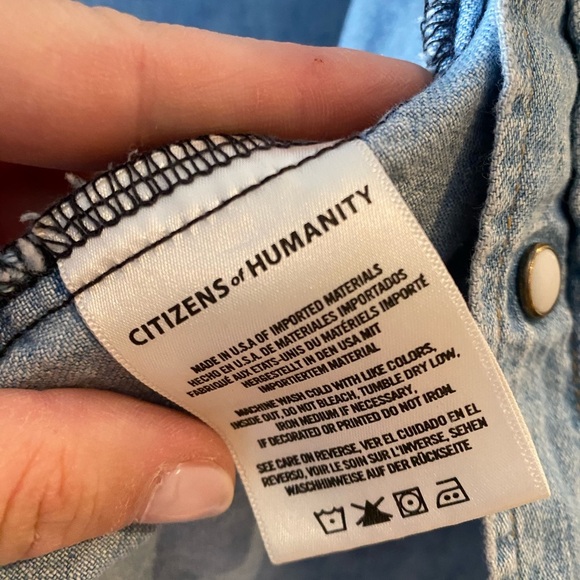 CITIZENS of HUMANITY
MADE IN U.S.A OF IMPORTED MATERIALS
HECHO EN U.S.A. DE MATERIALES IMPORTADOS
FABRIQUÉ AUX ETATS-UNIS DU MATÉRIELS IMPORTÉ
HERGESTELLT IN DEN USA MIT
IMPORTIERTEM MATERIAL
MACHINE WASH COLD WITH LIKE COLORS,
INSIDE OUT, DO NOT BLEACH, TUMBLE DRY LOW,
IRON MEDIUM IF NECESSARY.
IF DECORATED OR PRINTED DO NOT IRON.
SEE CARE ON REVERSE, VER EL CUIDADO EN EL
REVERSO, VOIR LE SOIN SUR L'INVERSE, SEHEN
WASCHHINWEISE AUF DER RÜCKSEITE